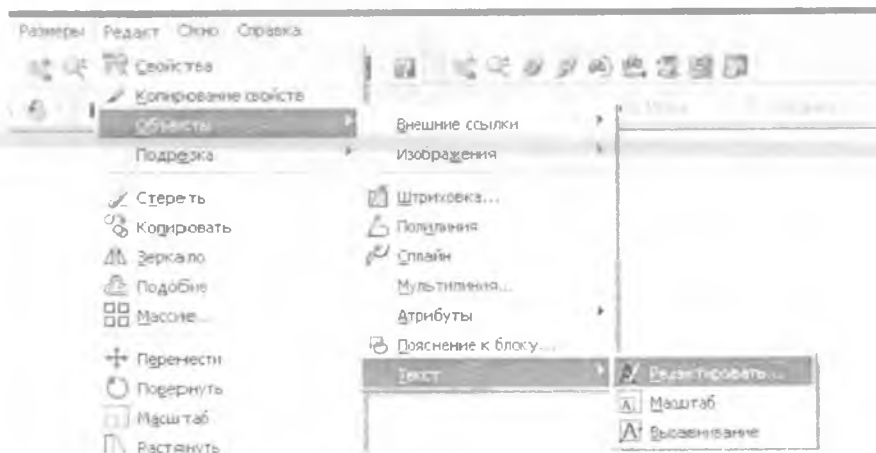 Размеры Редакт Окно Справка
Свойства
Копирование свойств
Объекты
Подрезка
Стереть
Копировать
Зеркало
Подобие
Массив...
Перенести
Повернуть
Масштаб
Растянуть
Внешние ссылки
Изображения
Штриховка...
Полилиния
Сплайн
Мультилиния...
Атрибуты
Пояснение к блоку...
Текст
Редактировать...
Масштаб
Выравнивание